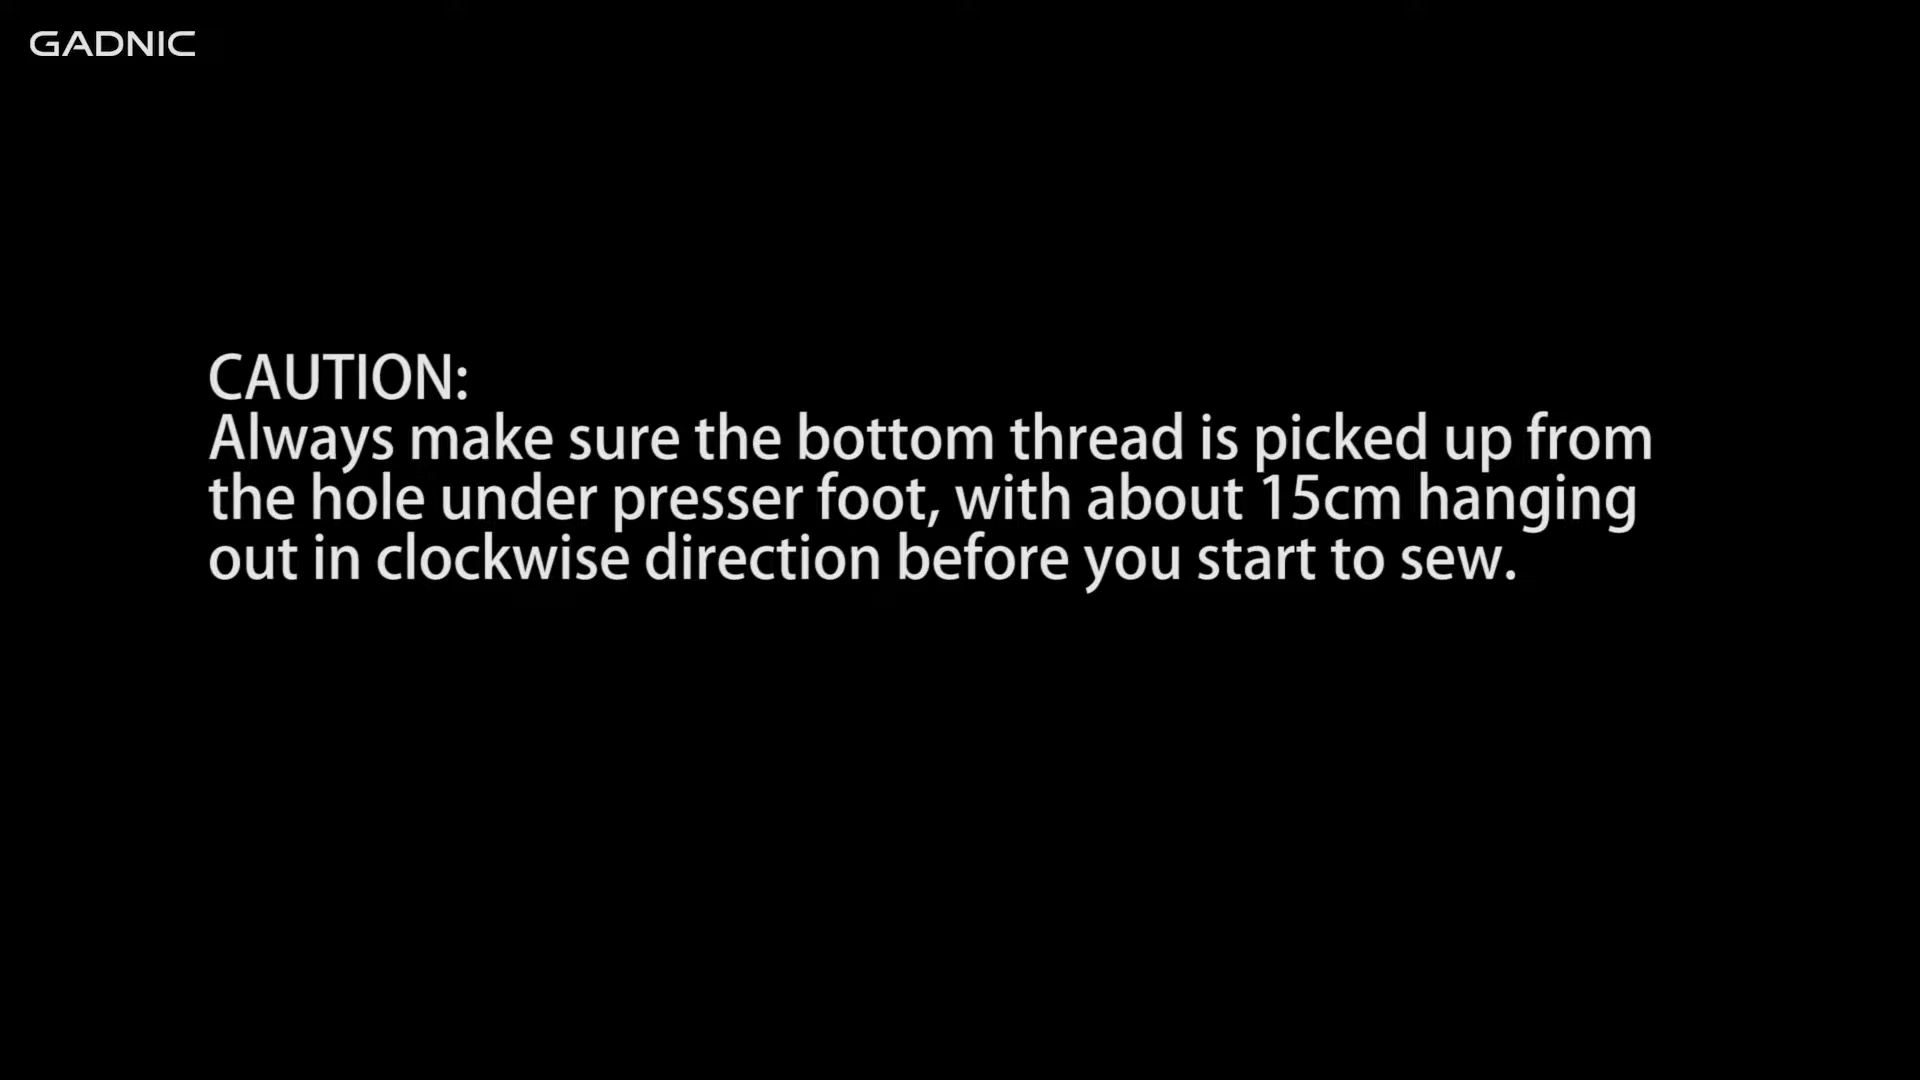 GADNIC
CAUTION:
Always make sure the bottom thread is picked up from
the hole under presser foot, with about 15cm hanging
out in clockwise direction before you start to sew.